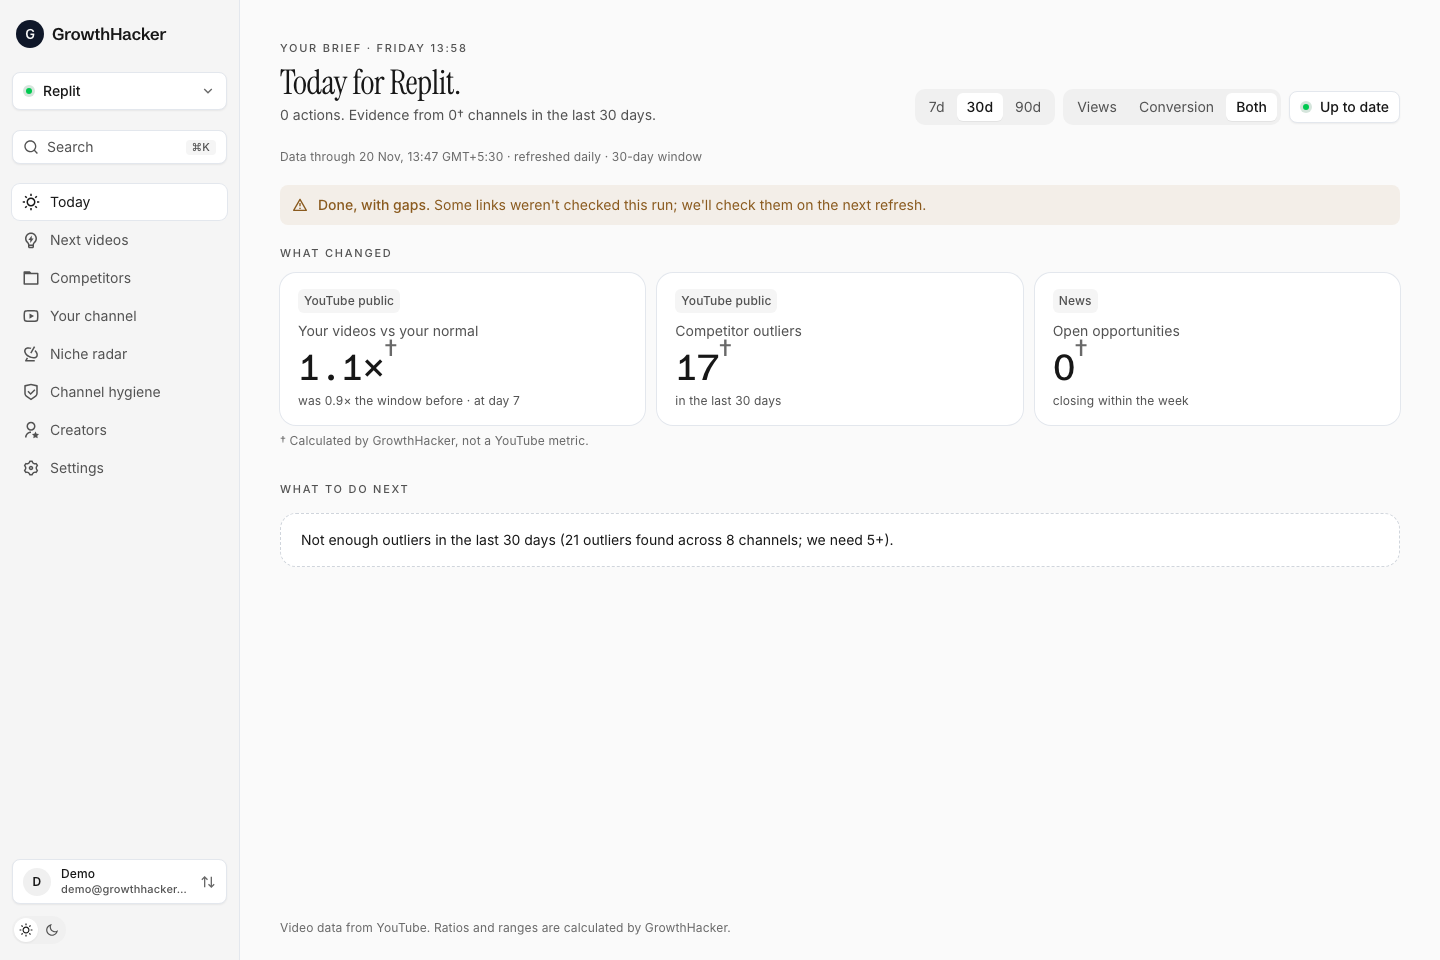 G GrowthHacker
Replit
Search ⌘K
Today
Next videos
Competitors
Your channel
Niche radar
Channel hygiene
Creators
Settings
D
Demo
demo@growthhacker...
YOUR BRIEF · FRIDAY 13:58
Today for Replit.
0 actions. Evidence from 0† channels in the last 30 days.
7d 30d 90d Views Conversion Both Up to date
Data through 20 Nov, 13:47 GMT+5:30 · refreshed daily · 30-day window
Done, with gaps. Some links weren't checked this run; we'll check them on the next refresh.
WHAT CHANGED
YouTube public
Your videos vs your normal
1.1×†
was 0.9× the window before · at day 7
YouTube public
Competitor outliers
17†
in the last 30 days
News
Open opportunities
0†
closing within the week
† Calculated by GrowthHacker, not a YouTube metric.
WHAT TO DO NEXT
Not enough outliers in the last 30 days (21 outliers found across 8 channels; we need 5+).
Video data from YouTube. Ratios and ranges are calculated by GrowthHacker.